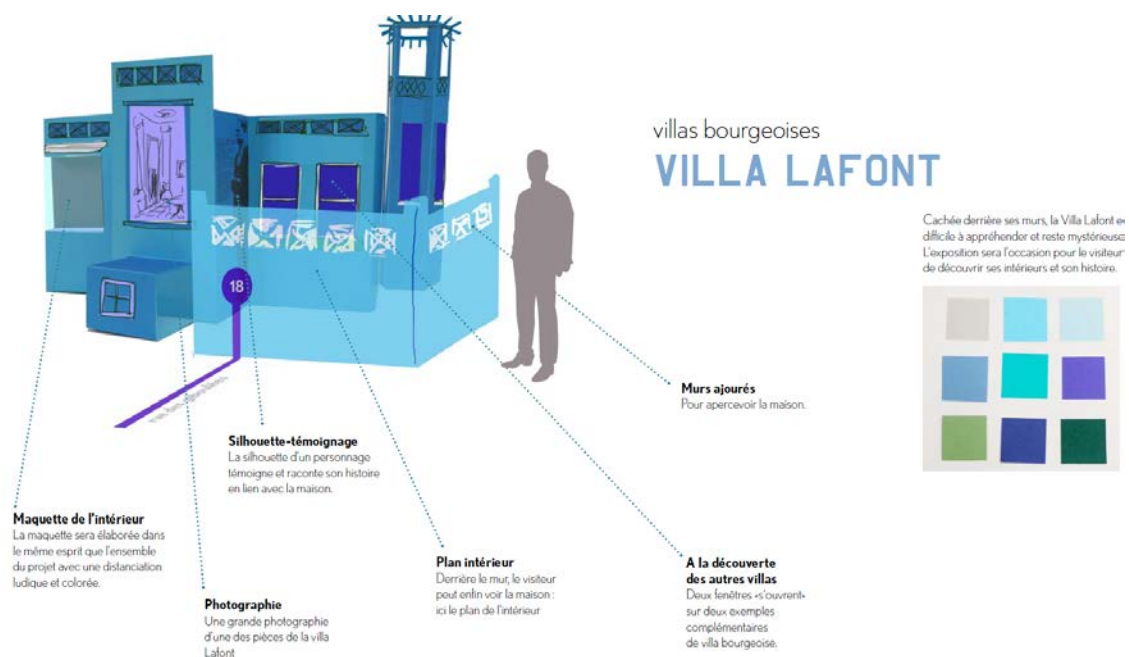 villas bourgeoises
VILLA LAFONT
Cachée derrière ses murs, la Villa Lafont
difficile à appréhender et reste mystérieuse
L'exposition sera l'occasion pour le visiteur
de découvrir ses intérieurs et son histoire.
18
Murs ajourés
Pour apercevoir la maison.
Silhouette-témoignage
La silhouette d'un personnage
témoigne et raconte son histoire
en lien avec la maison.
Maquette de l'intérieur
La maquette sera élaborée dans
le même esprit que l'ensemble
du projet avec une distanciation
ludique et colorée.
Photographie
Une grande photographie
d'une des pièces de la villa
Lafont
Plan intérieur
Derrière le mur, le visiteur
peut enfin voir la maison :
ici le plan de l'intérieur
A la découverte
des autres villas
Deux fenêtres «s'ouvrent»
sur deux exemples
complémentaires
de villa bourgeoise.